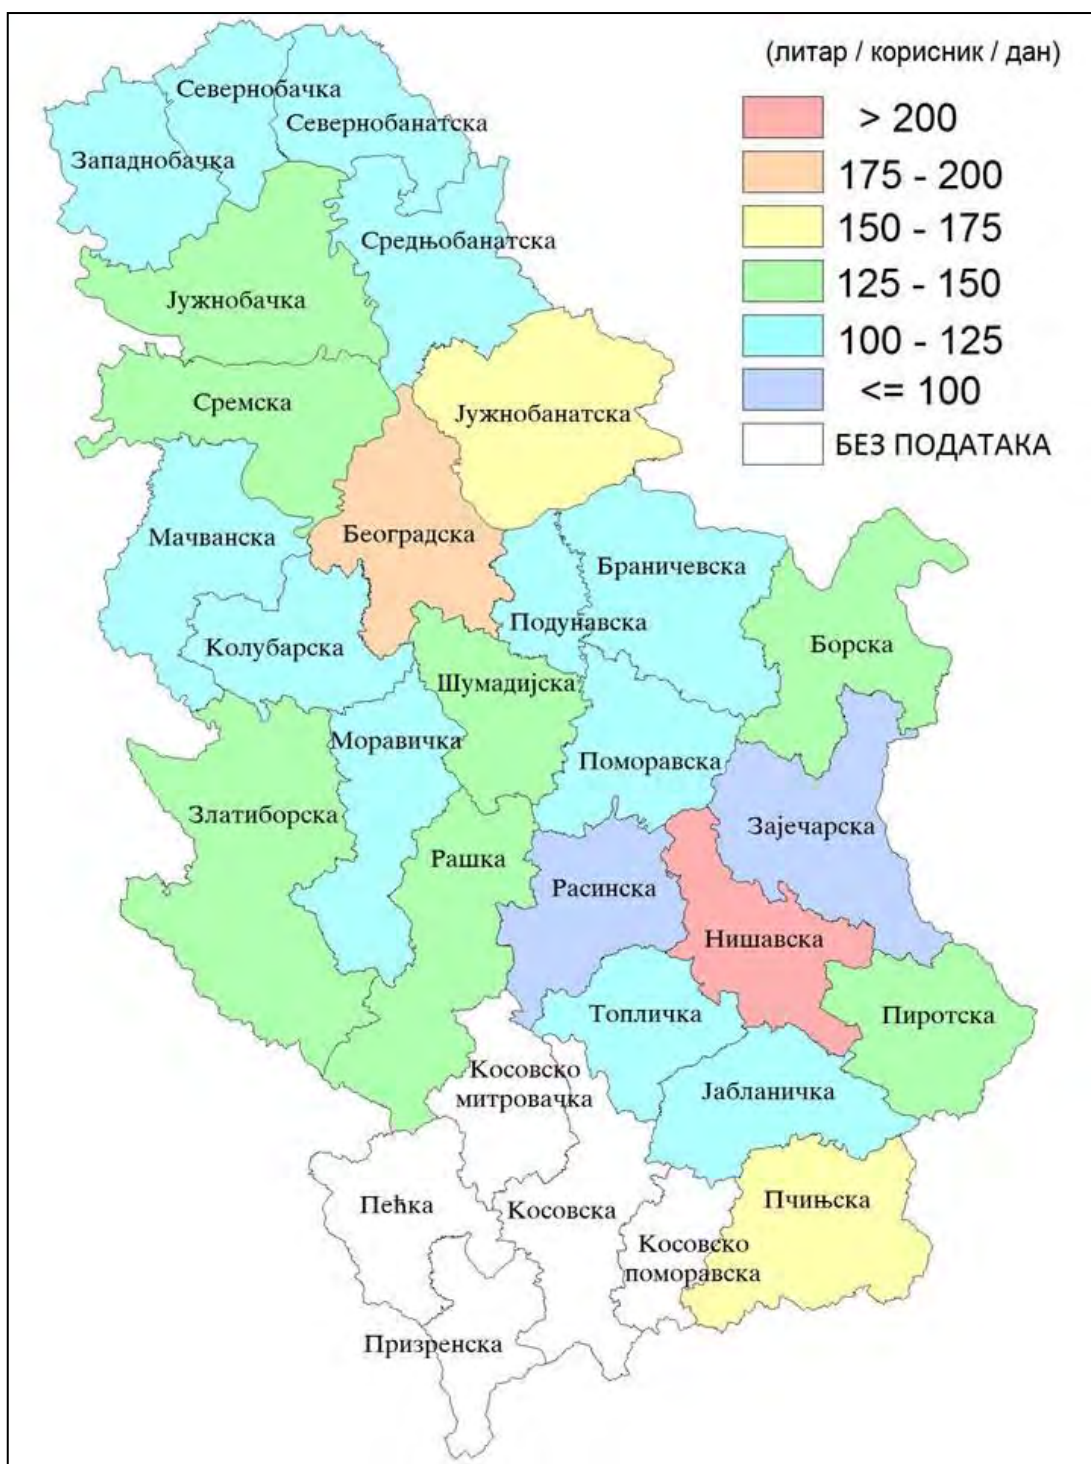 (литар / корисник / дан)
> 200
175 - 200
150 - 175
125 - 150
100 - 125
<= 100
БЕЗ ПОДАТАКА
Севернобачка
Севернобанатска
Западнобачка
Средњобанатска
Јужнобачка
Сремска
Јужнобанатска
Мачванска
Београдска
Браничевска
Подунавска
Колубарска
Борска
Шумадијска
Моравичка
Поморавска
Златиборска
Зајечарска
Рашка
Расинска
Нишавска
Топличка
Пиротска
Косовско
митровачка
Јабланичка
Пећка
Косовска
Пчињска
Косовско
поморавска
Призренска